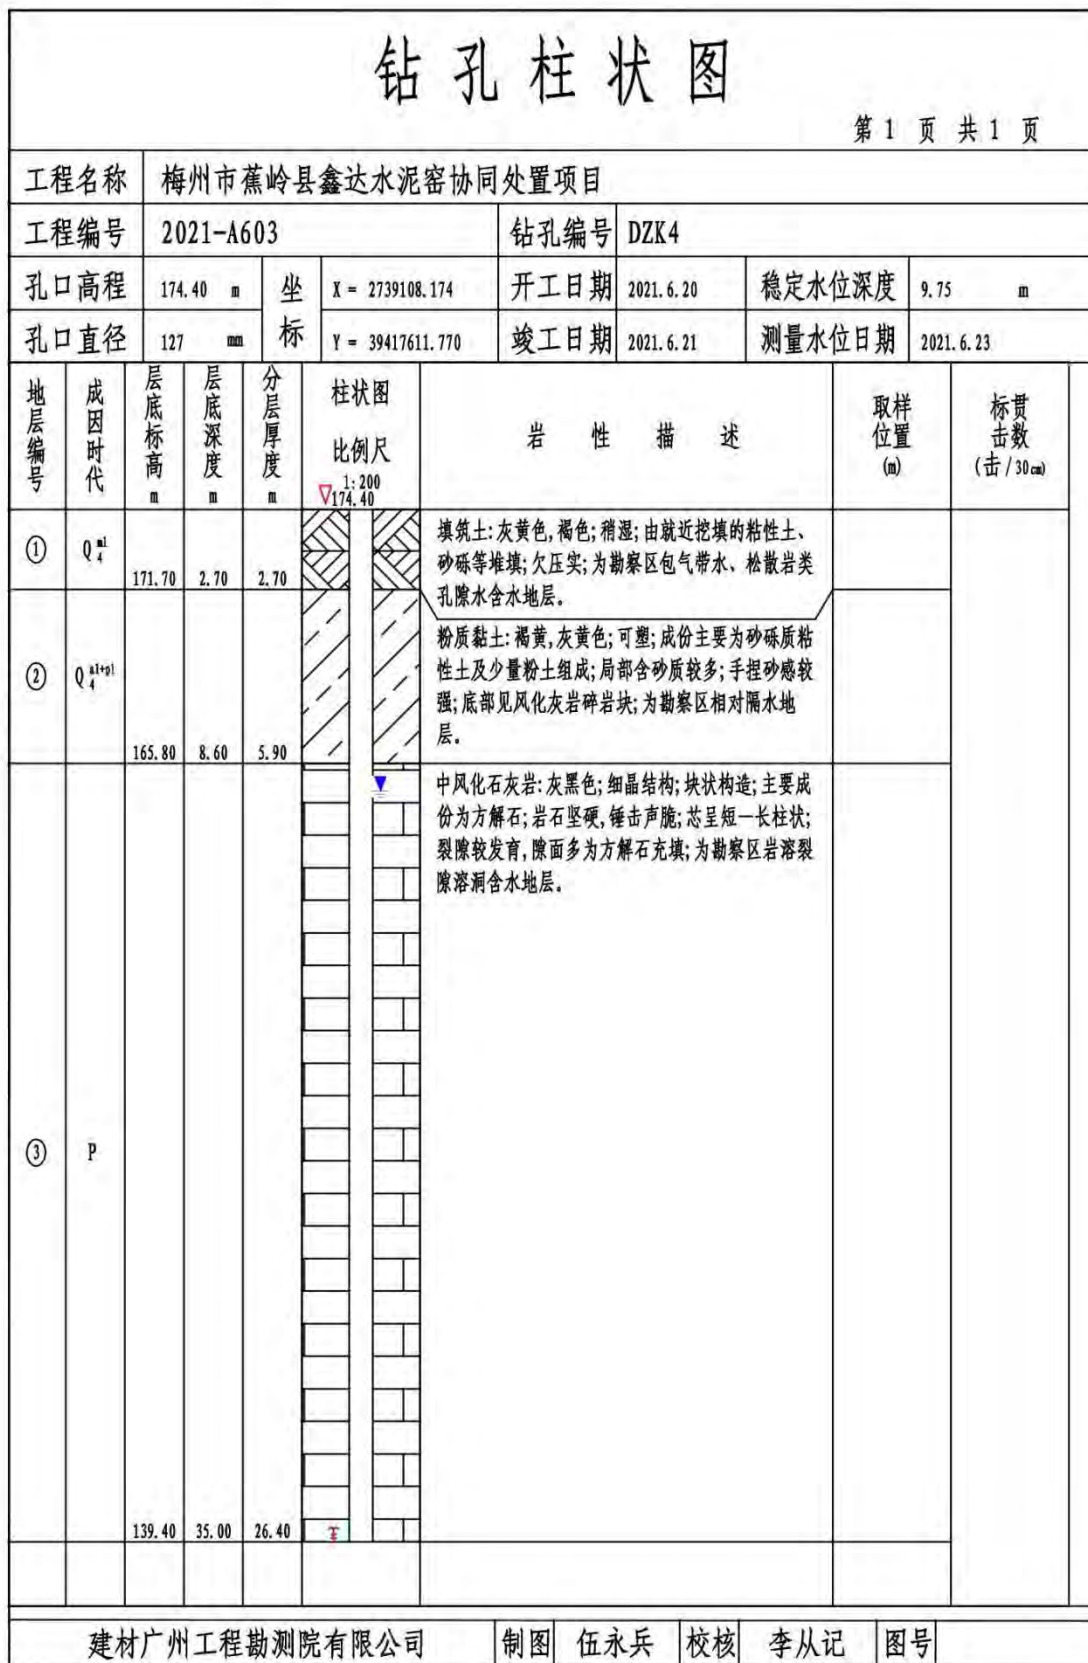 钻孔柱状图
第 1 页 共 1 页
工程名称 梅州市蕉岭县鑫达水泥窑协同处置项目
工程编号 2021-A603 钻孔编号 DZK4
孔口高程 174.40 m 坐标 X = 2739108.174 开工日期 2021.6.20 稳定水位深度 9.75 m
孔口直径 127 mm Y = 39417611.770 竣工日期 2021.6.21 测量水位日期 2021.6.23
地层编号 成因时代 层底标高 m 层底深度 m 分层厚度 m 柱状图 比例尺 1:200 岩性描述 取样位置 (m) 标贯击数 (击/30cm)
174.40
① Q4ml 171.70 2.70 2.70
填筑土:灰黄色,褐色;稍湿;由就近挖填的粘性土、
砂砾等堆填;欠压实;为勘察区包气带水、松散岩类
孔隙水含水地层。
② Q4al+pl 165.80 8.60 5.90
粉质黏土:褐黄,灰黄色;可塑;成份主要为砂砾质粘
性土及少量粉土组成;局部含砂质较多;手捏砂感较
强;底部见风化灰岩碎岩块;为勘察区相对隔水地
层。
③ P 139.40 35.00 26.40
中风化石灰岩:灰黑色;细晶结构;块状构造;主要成
份为方解石;岩石坚硬,锤击声脆;芯呈短—长柱状;
裂隙较发育,隙面多为方解石充填;为勘察区岩溶裂
隙溶洞含水地层。
建材广州工程勘测院有限公司 制图 伍永兵 校核 李从记 图号